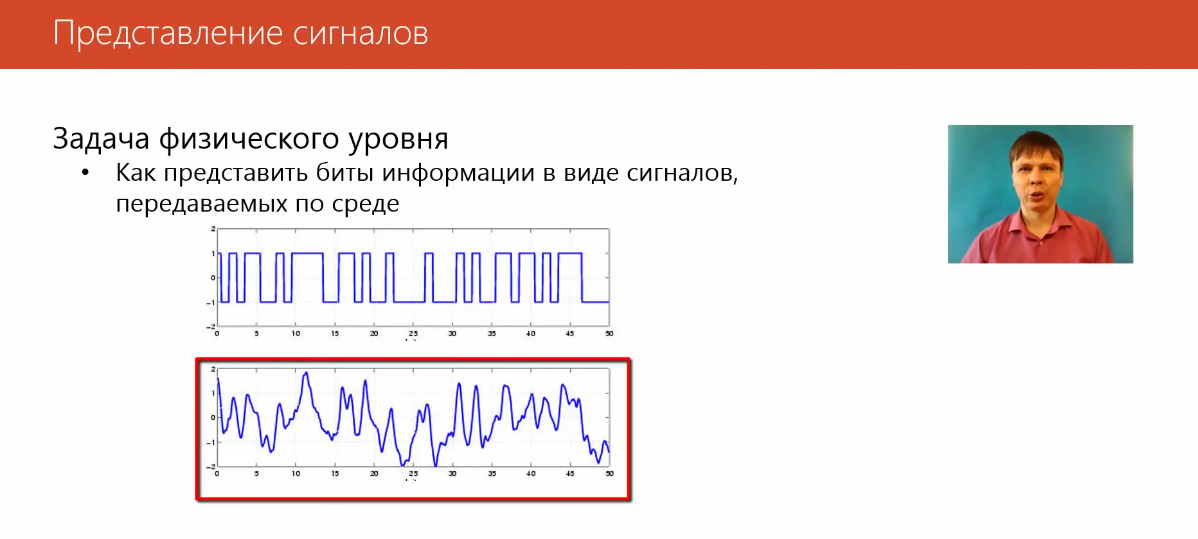 Представление сигналов
Задача физического уровня
• Как представить биты информации в виде сигналов,
передаваемых по среде
2
1
0
−1
−2
0 5 10 15 20 25 30 35 40 45 50
2
1
0
−1
−2
0 5 10 15 20 25 30 35 40 45 50